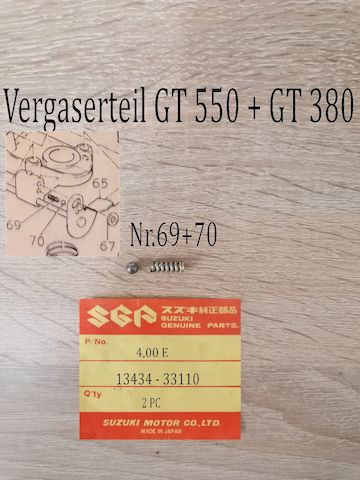 Vergaserteil GT 550 + GT 380
65
69
70
67
Nr.69+70
SGP スズキ純正部品
SUZUKI
GENUINE PARTS.
P/No.
4,00 E
13434 - 33110
Q'ty
2 PC
SUZUKI MOTOR CO.,LTD.
MADE IN JAPAN